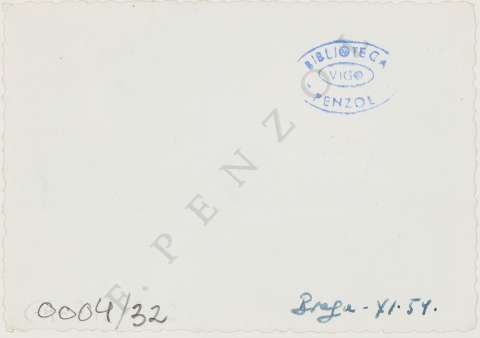 BIBLIOTECA
VIGO
- PENZOL
F. PENZOL
0004/32
Braga - XI. 54.